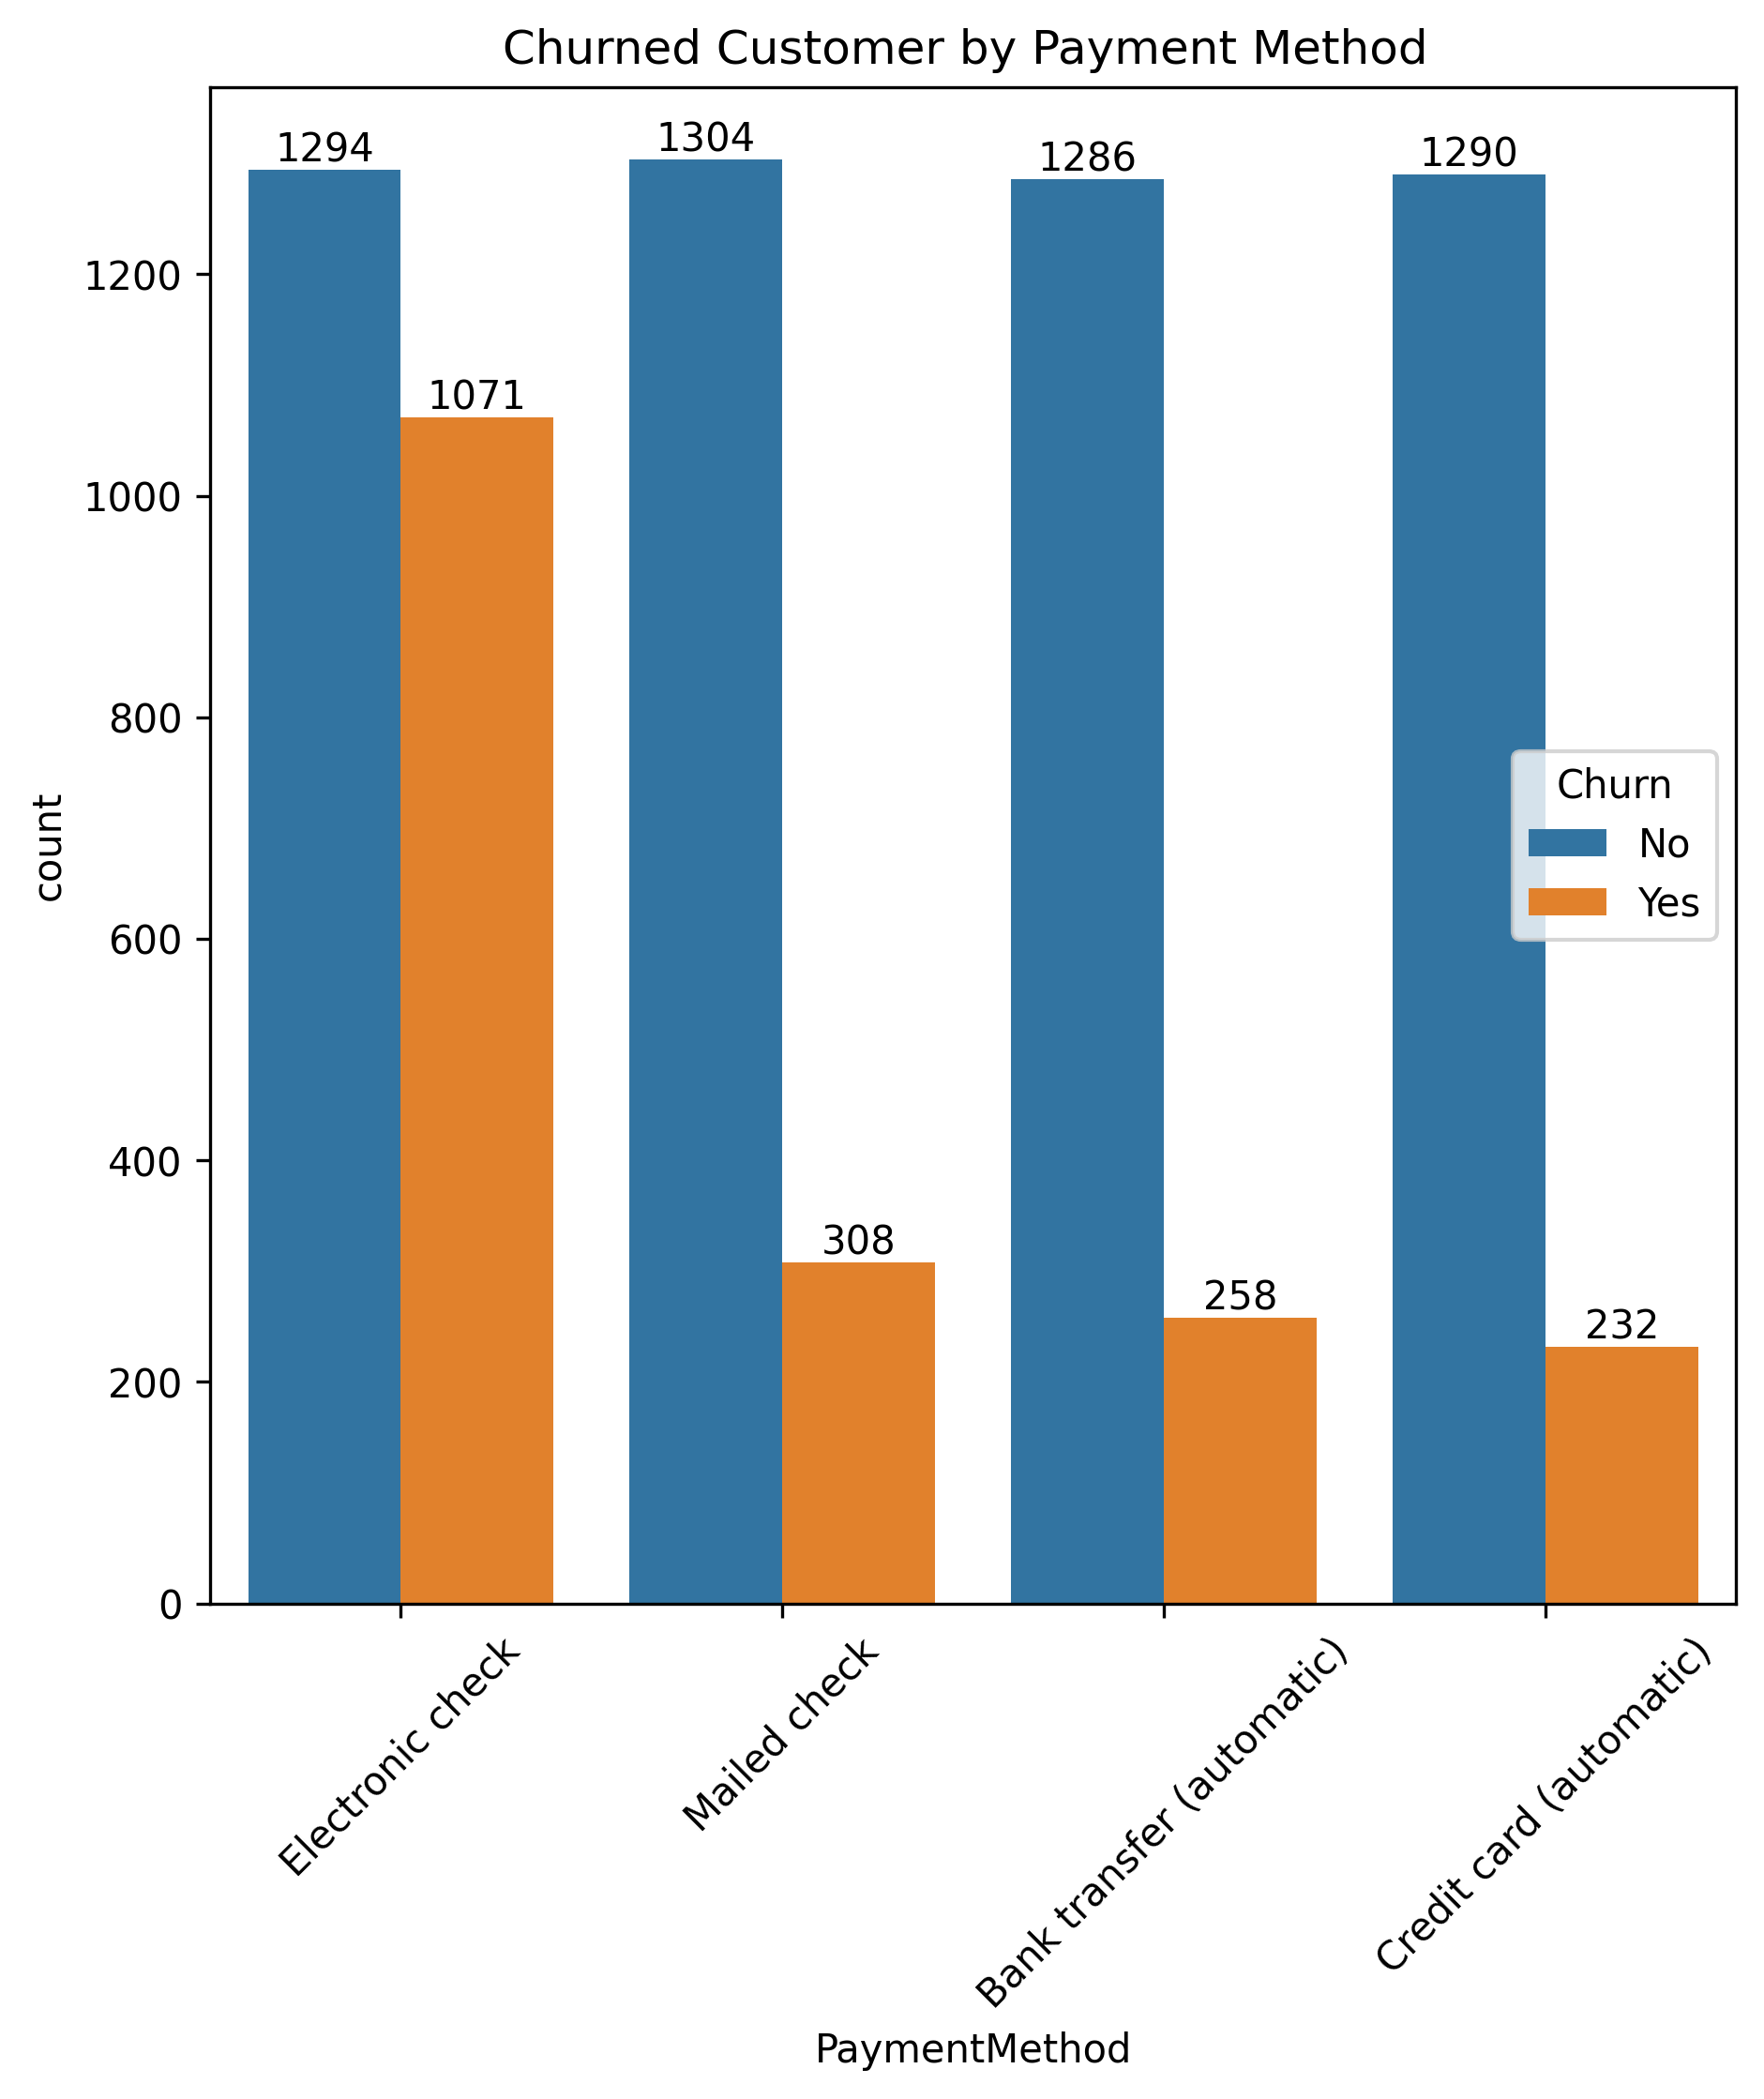 Churned Customer by Payment Method
1294
1304
1286
1290
1071
308
258
232
1200
1000
800
600
400
200
0
count
Churn
No
Yes
Electronic check
Mailed check
Bank transfer (automatic)
Credit card (automatic)
PaymentMethod